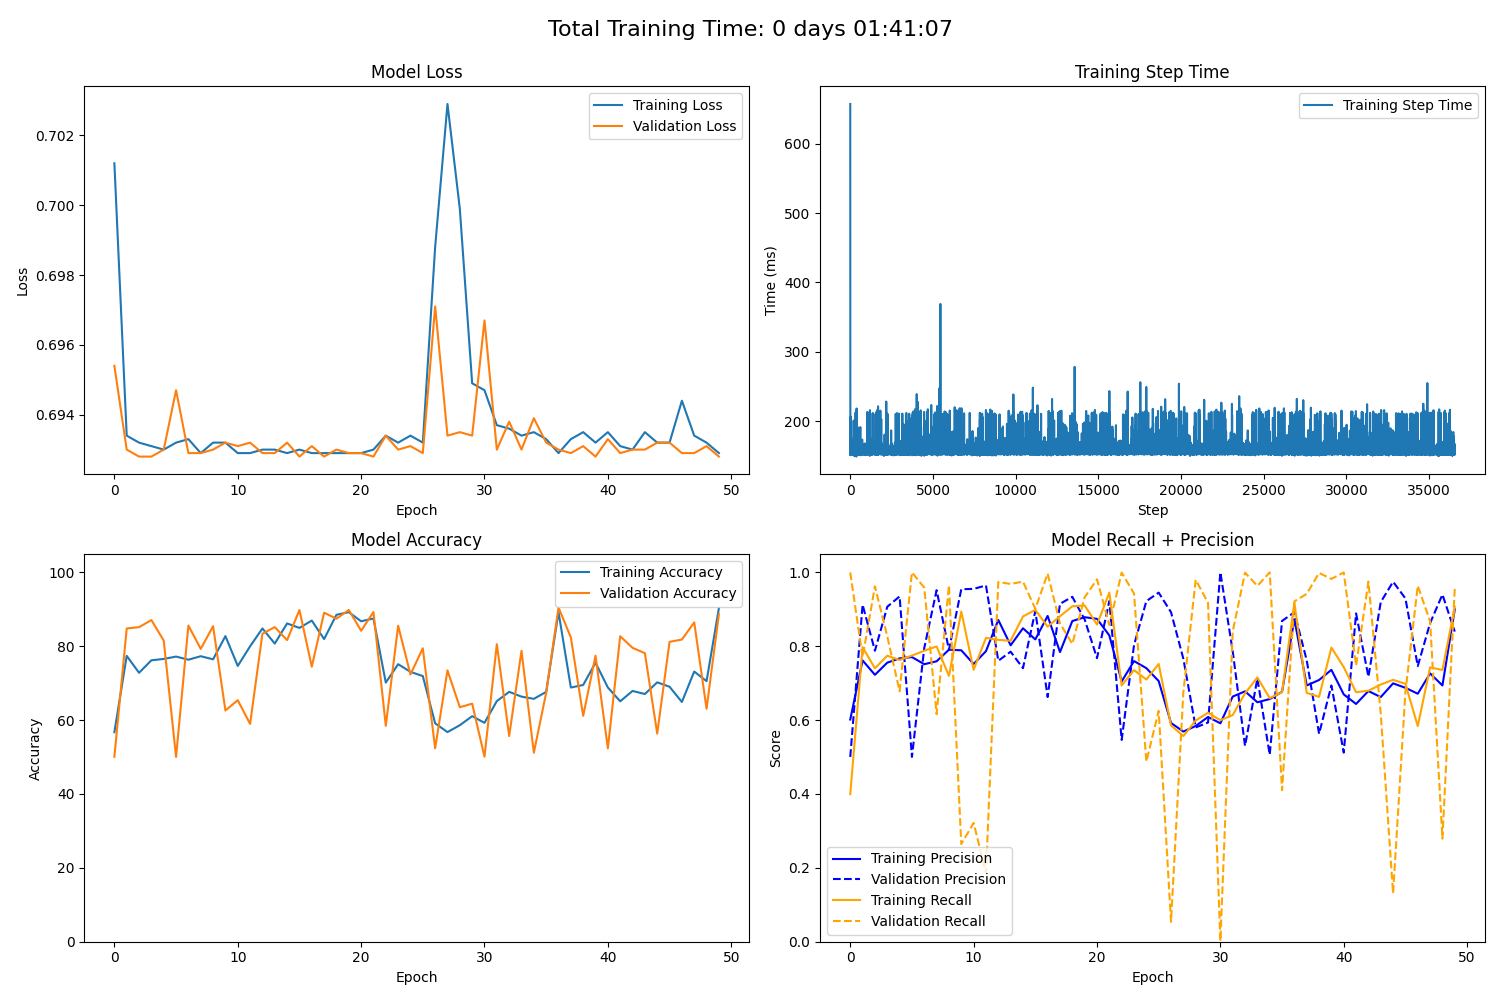 Total Training Time: 0 days 01:41:07
Model Loss
Training Loss
Validation Loss
0.702
0.700
0.698
0.696
0.694
Loss
0 10 20 30 40 50
Epoch
Training Step Time
Training Step Time
600
500
400
300
200
Time (ms)
0 5000 10000 15000 20000 25000 30000 35000
Step
Model Accuracy
Training Accuracy
Validation Accuracy
100
80
60
40
20
0
Accuracy
0 10 20 30 40 50
Epoch
Model Recall + Precision
1.0
0.8
0.6
0.4
0.2
0.0
Score
Training Precision
Validation Precision
Training Recall
Validation Recall
0 10 20 30 40 50
Epoch